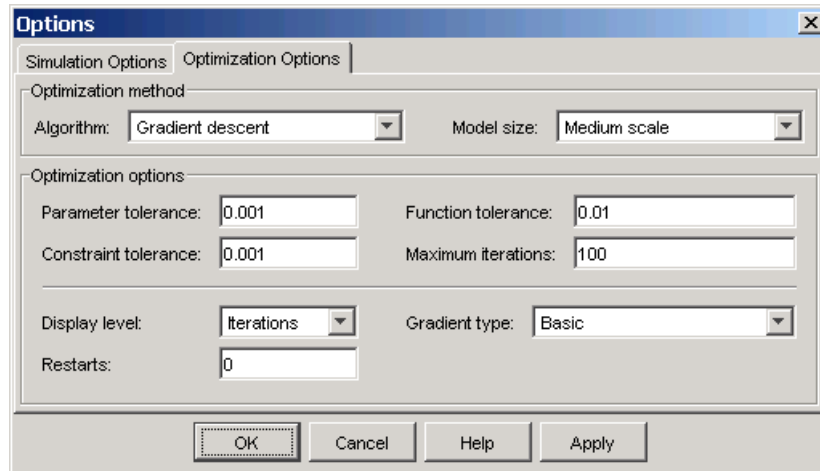 Options
Simulation Options Optimization Options
Optimization method
Algorithm: Gradient descent Model size: Medium scale
Optimization options
Parameter tolerance: 0.001 Function tolerance: 0.01
Constraint tolerance: 0.001 Maximum iterations: 100
Display level: Iterations Gradient type: Basic
Restarts: 0
OK Cancel Help Apply